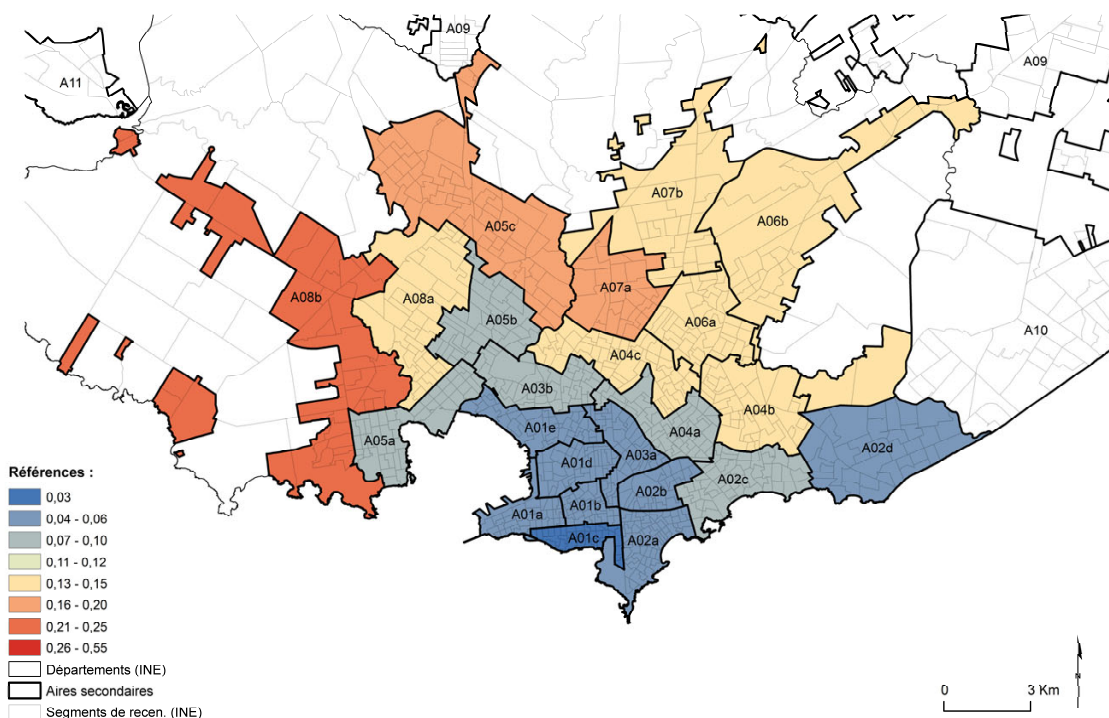 A09
A11
A09
A07b
A06b
A05c
A07a
A08b
A08a
A05b
A06a
A10
A04c
A03b
A04b
A01e
A04a
A05a
A03a
A02d
A01d
A02b
A02c
A01b
A01a
A01c
A02a
Références :
0,03
0,04 - 0,06
0,07 - 0,10
0,11 - 0,12
0,13 - 0,15
0,16 - 0,20
0,21 - 0,25
0,26 - 0,55
Départements (INE)
Aires secondaires
Segments de recen. (INE)
N
0 3 Km